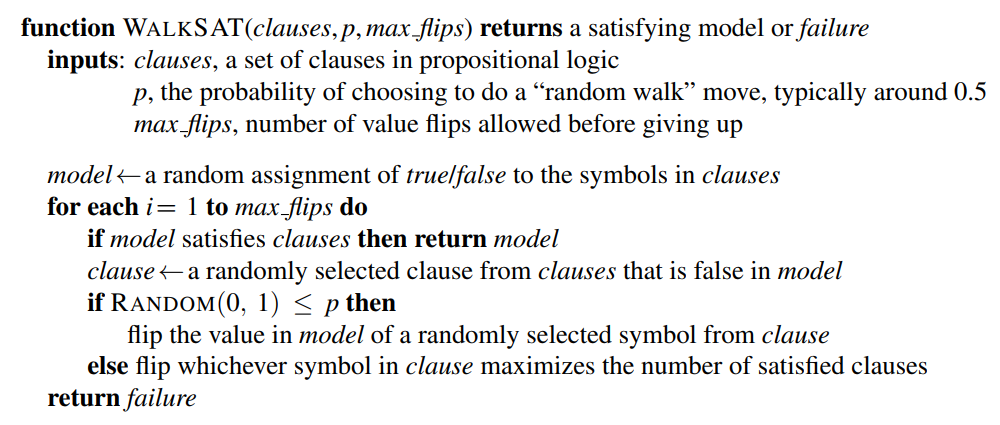 function WALKSAT(clauses, p, max_flips) returns a satisfying model or failure
inputs: clauses, a set of clauses in propositional logic
p, the probability of choosing to do a “random walk” move, typically around 0.5
max_flips, number of value flips allowed before giving up
model ← a random assignment of true/false to the symbols in clauses
for each i = 1 to max_flips do
if model satisfies clauses then return model
clause ← a randomly selected clause from clauses that is false in model
if RANDOM(0, 1) ≤ p then
flip the value in model of a randomly selected symbol from clause
else flip whichever symbol in clause maximizes the number of satisfied clauses
return failure